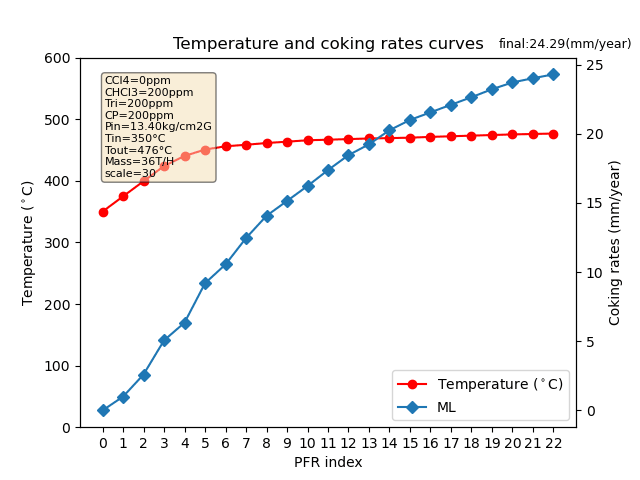 Temperature and coking rates curves
final:24.29(mm/year)
CCl4=0ppm
CHCl3=200ppm
Tri=200ppm
CP=200ppm
Pin=13.40kg/cm2G
Tin=350°C
Tout=476°C
Mass=36T/H
scale=30
600
500
400
300
200
100
0
Temperature (°C)
25
20
15
10
5
0
Coking rates (mm/year)
Temperature (°C)
ML
0 1 2 3 4 5 6 7 8 9 10 11 12 13 14 15 16 17 18 19 20 21 22
PFR index